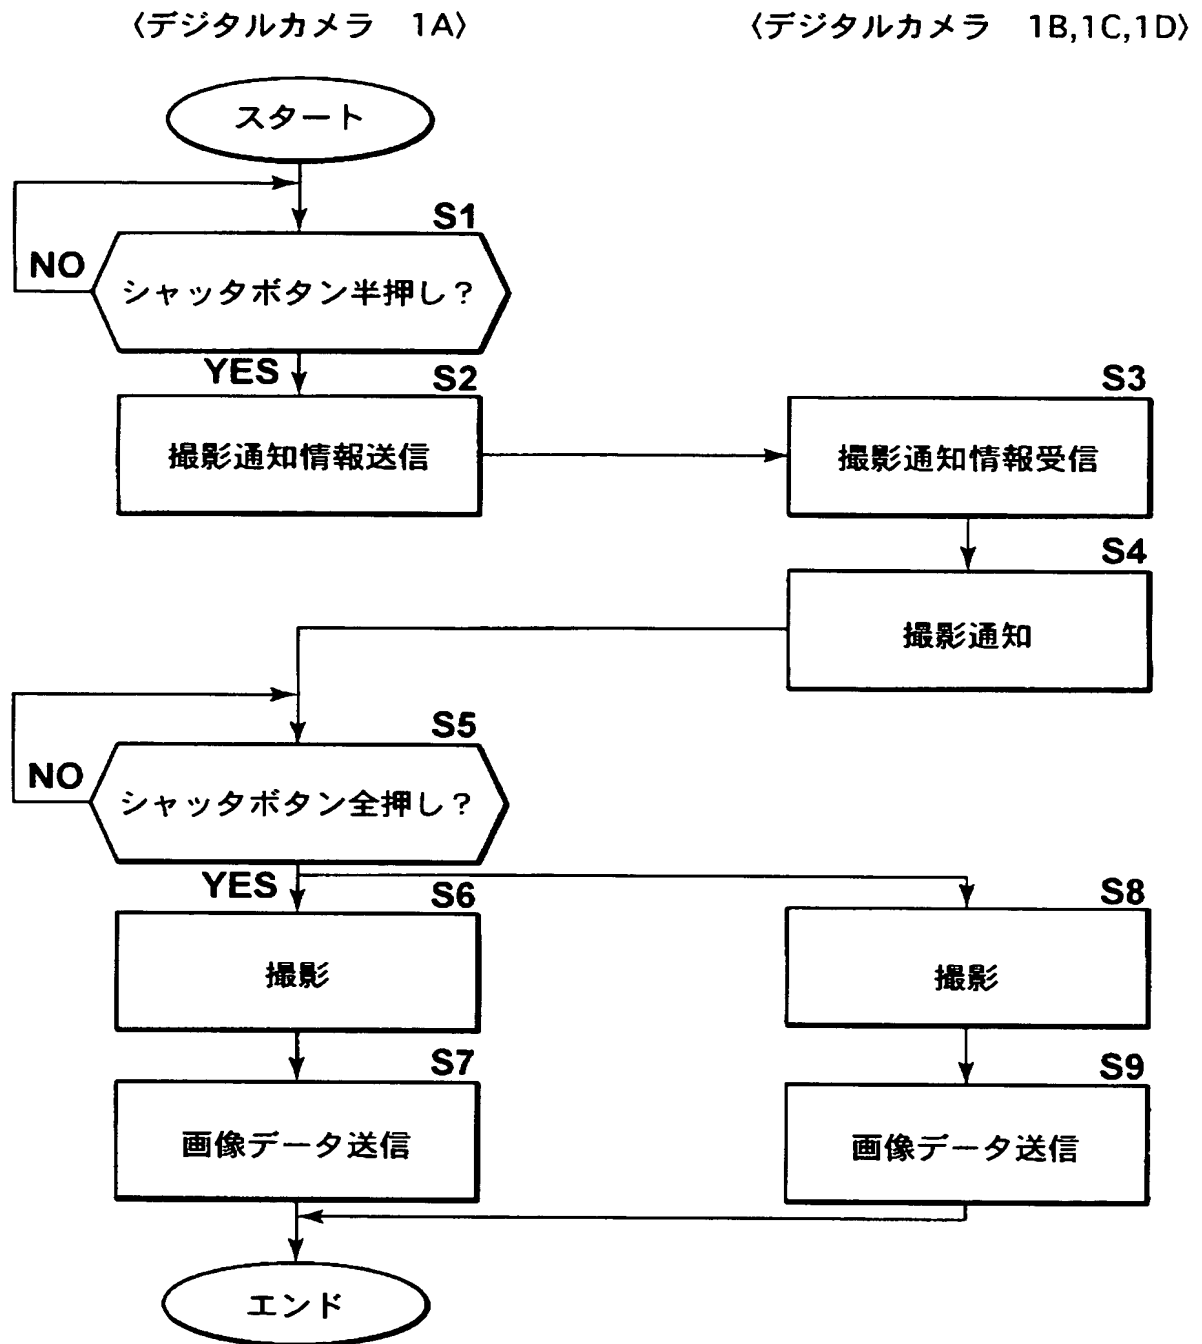 〈デジタルカメラ 1A〉
〈デジタルカメラ 1B,1C,1D〉
スタート
S1
NO
シャッタボタン半押し?
YES
S2
S3
撮影通知情報送信
撮影通知情報受信
S4
撮影通知
S5
NO
シャッタボタン全押し?
YES
S6
S8
撮影
撮影
S7
S9
画像データ送信
画像データ送信
エンド